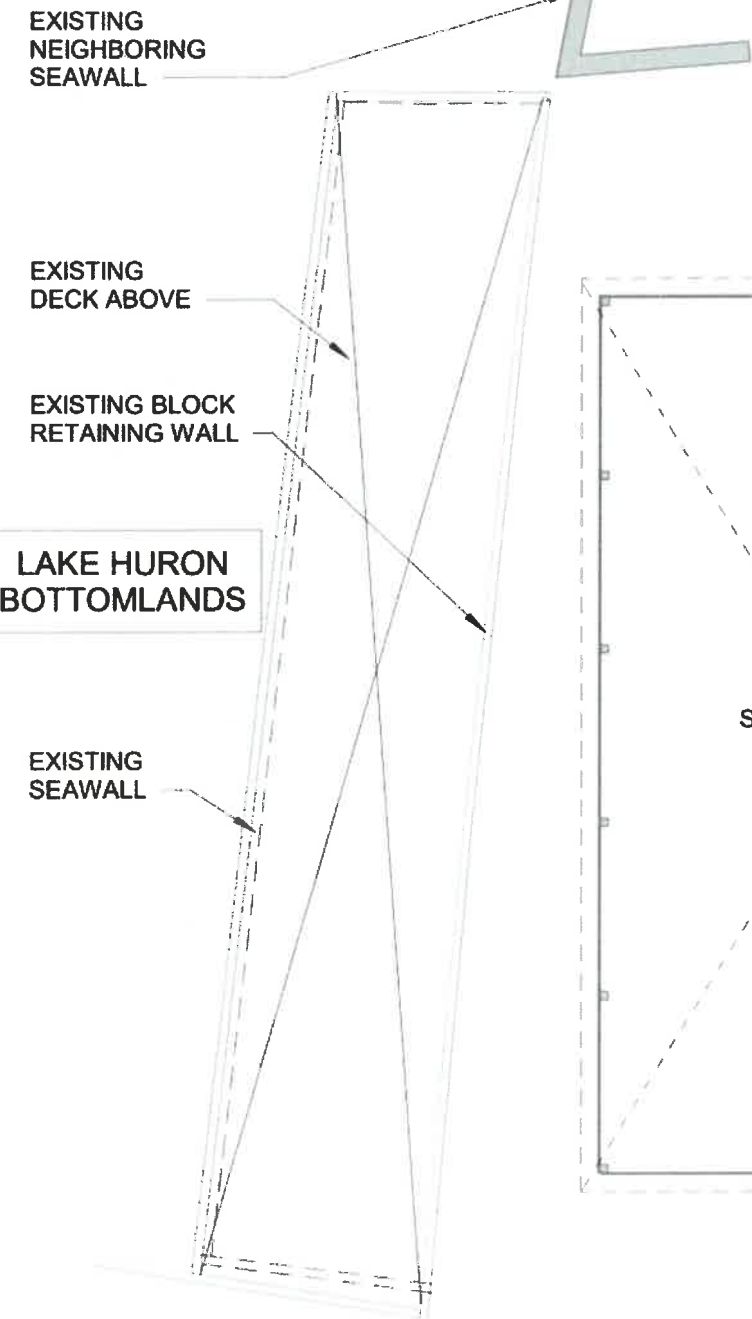 EXISTING
NEIGHBORING
SEAWALL
EXISTING
DECK ABOVE
EXISTING BLOCK
RETAINING WALL
LAKE HURON
BOTTOMLANDS
S
EXISTING
SEAWALL